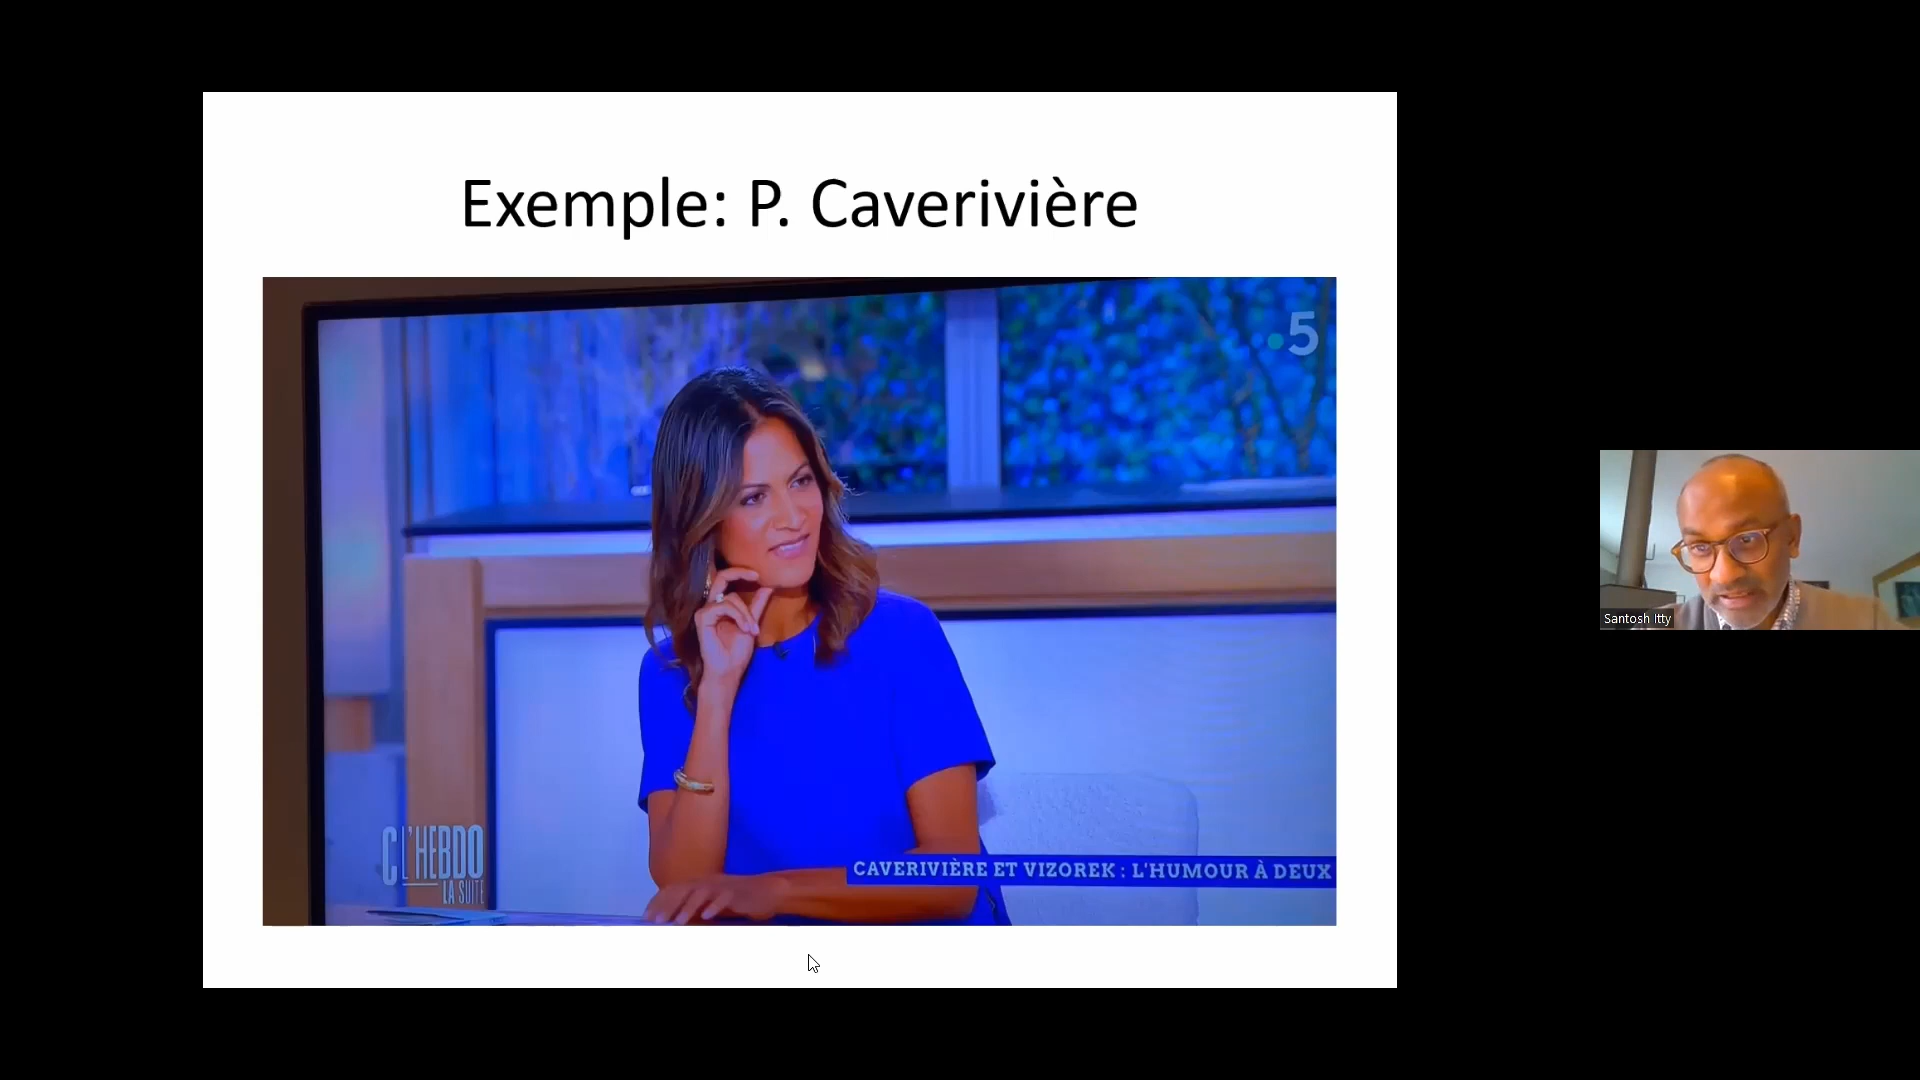 Exemple: P. Caverivière
5
C L'HEBDO
LA SUITE
CAVERIVIÈRE ET VIZOREK : L'HUMOUR À DEUX
Santosh Itty